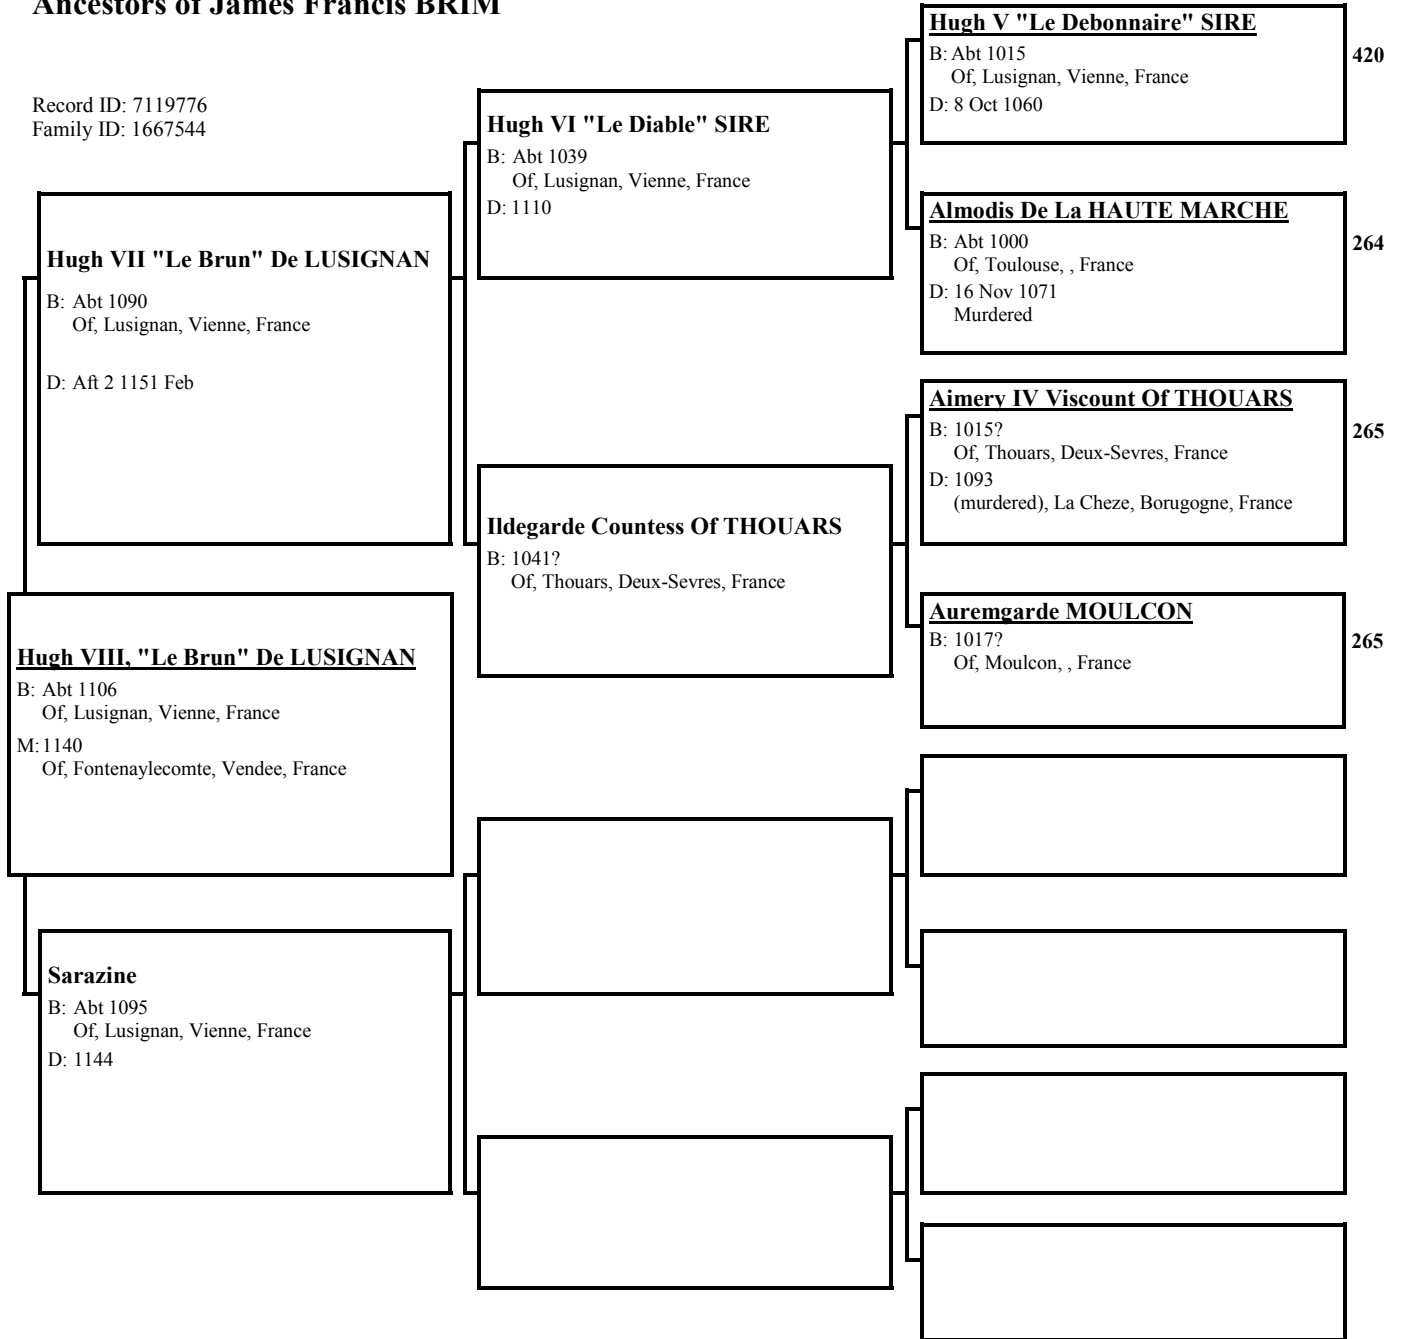 Ancestors of James Francis BRIM
Record ID: 7119776
Family ID: 1667544
Hugh VII "Le Brun" De LUSIGNAN
B: Abt 1090
Of, Lusignan, Vienne, France
D: Aft 2 1151 Feb
Hugh VIII, "Le Brun" De LUSIGNAN
B: Abt 1106
Of, Lusignan, Vienne, France
M: 1140
Of, Fontenaylecomte, Vendee, France
Sarazine
B: Abt 1095
Of, Lusignan, Vienne, France
D: 1144
Hugh VI "Le Diable" SIRE
B: Abt 1039
Of, Lusignan, Vienne, France
D: 1110
Ildegarde Countess Of THOUARS
B: 1041?
Of, Thouars, Deux-Sevres, France
Hugh V "Le Debonnaire" SIRE
B: Abt 1015
Of, Lusignan, Vienne, France
D: 8 Oct 1060
420
Almodis De La HAUTE MARCHE
B: Abt 1000
Of, Toulouse, , France
D: 16 Nov 1071
Murdered
264
Aimery IV Viscount Of THOUARS
B: 1015?
Of, Thouars, Deux-Sevres, France
D: 1093
(murdered), La Cheze, Borugogne, France
265
Auremgarde MOULCON
B: 1017?
Of, Moulcon, , France
265